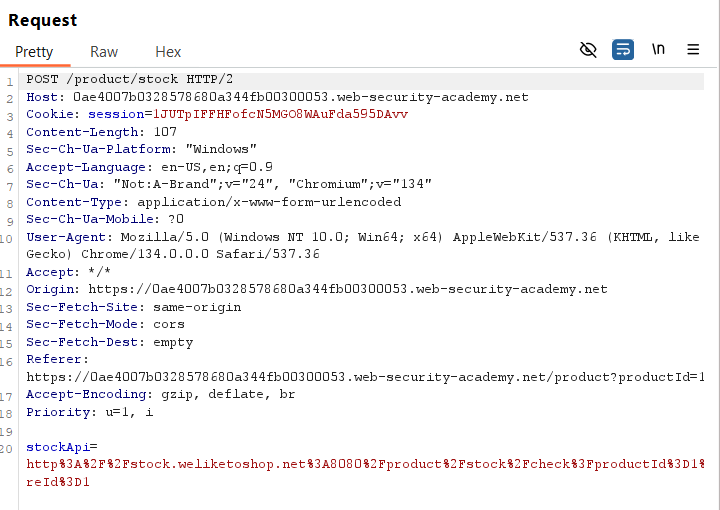 Request
Pretty Raw Hex
\n
1 POST /product/stock HTTP/2
2 Host: 0ae4007b0328578680a344fb00300053.web-security-academy.net
3 Cookie: session=1JUTpIFFHFofcN5MGO8WAuFda595DAvv
4 Content-Length: 107
5 Sec-Ch-Ua-Platform: "Windows"
6 Accept-Language: en-US,en;q=0.9
7 Sec-Ch-Ua: "Not:A-Brand";v="24", "Chromium";v="134"
8 Content-Type: application/x-www-form-urlencoded
9 Sec-Ch-Ua-Mobile: ?0
10 User-Agent: Mozilla/5.0 (Windows NT 10.0; Win64; x64) AppleWebKit/537.36 (KHTML, like
Gecko) Chrome/134.0.0.0 Safari/537.36
11 Accept: */*
12 Origin: https://0ae4007b0328578680a344fb00300053.web-security-academy.net
13 Sec-Fetch-Site: same-origin
14 Sec-Fetch-Mode: cors
15 Sec-Fetch-Dest: empty
16 Referer:
https://0ae4007b0328578680a344fb00300053.web-security-academy.net/product?productId=1
17 Accept-Encoding: gzip, deflate, br
18 Priority: u=1, i
19
20 stockApi=
http%3A%2F%2Fstock.weliketoshop.net%3A8080%2Fproduct%2Fstock%2Fcheck%3FproductId%3D1%
reId%3D1